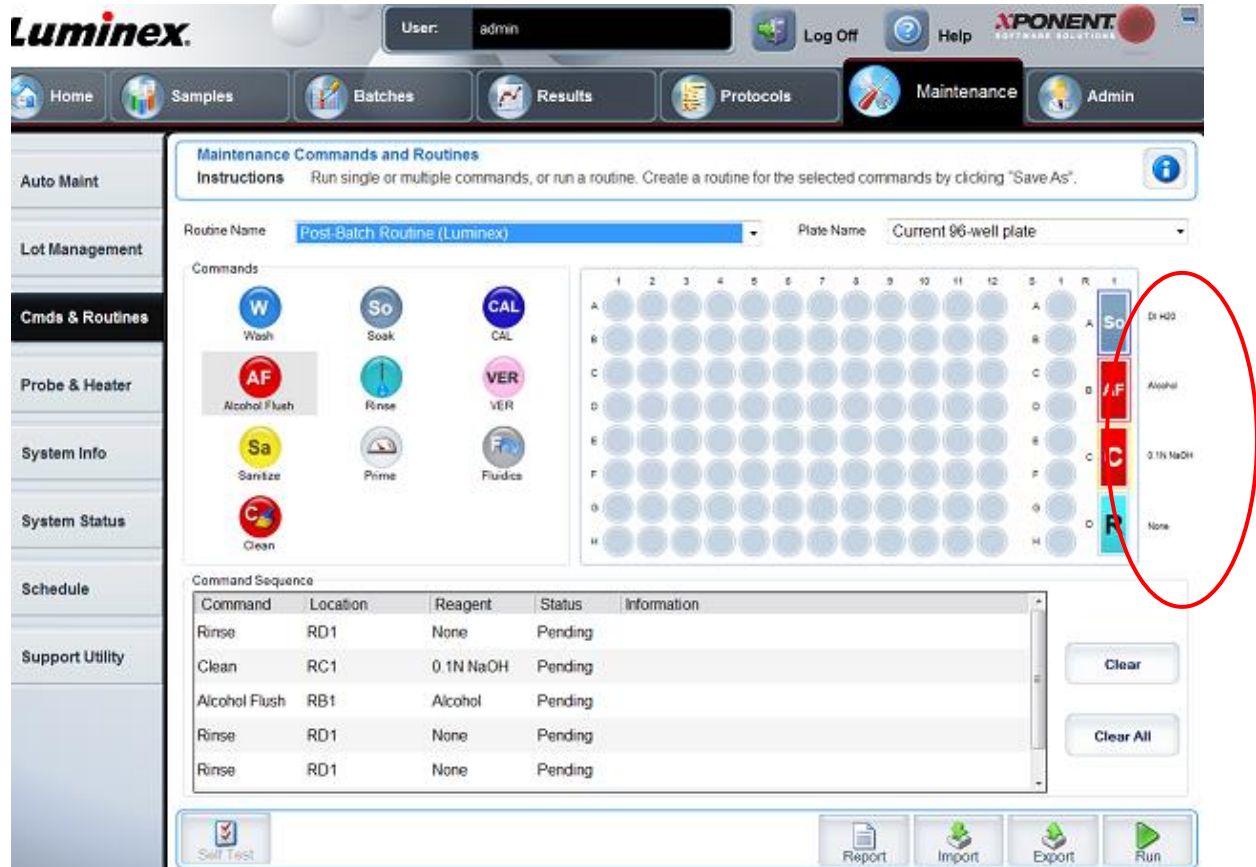 Luminex.
User: admin Log Off Help XPONENT.
SOFTWARE SOLUTIONS
Home Samples Batches Results Protocols Maintenance Admin
Auto Maint
Lot Management
Cmds & Routines
Probe & Heater
System Info
System Status
Schedule
Support Utility
Maintenance Commands and Routines
Instructions Run single or multiple commands, or run a routine. Create a routine for the selected commands by clicking "Save As".
Routine Name Post-Batch Routine (Luminex) Plate Name Current 96-well plate
Commands
W So CAL
Wash Soak CAL
AF VER
Alcohol Flush Rinse VER
Sa F
Sanitize Prime Fluidics
C
Clean
1 2 3 4 5 6 7 8 9 10 11 12 S 1 R 1
A A A So DI H20
B B
C C B AF Alcohol
D D
E E C C 0.1N NaOH
F F
G G D R None
H H
Command Sequence
Command Location Reagent Status Information
Rinse RD1 None Pending
Clean RC1 0.1N NaOH Pending
Alcohol Flush RB1 Alcohol Pending
Rinse RD1 None Pending
Rinse RD1 None Pending
Clear
Clear All
Self Test Report Import Export Run